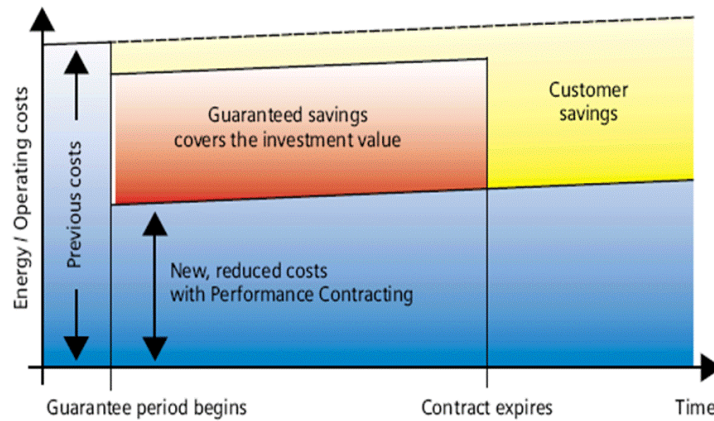 Energy / Operating costs
Previous costs
Guaranteed savings
covers the investment value
Customer
savings
New, reduced costs
with Performance Contracting
Guarantee period begins
Contract expires
Time